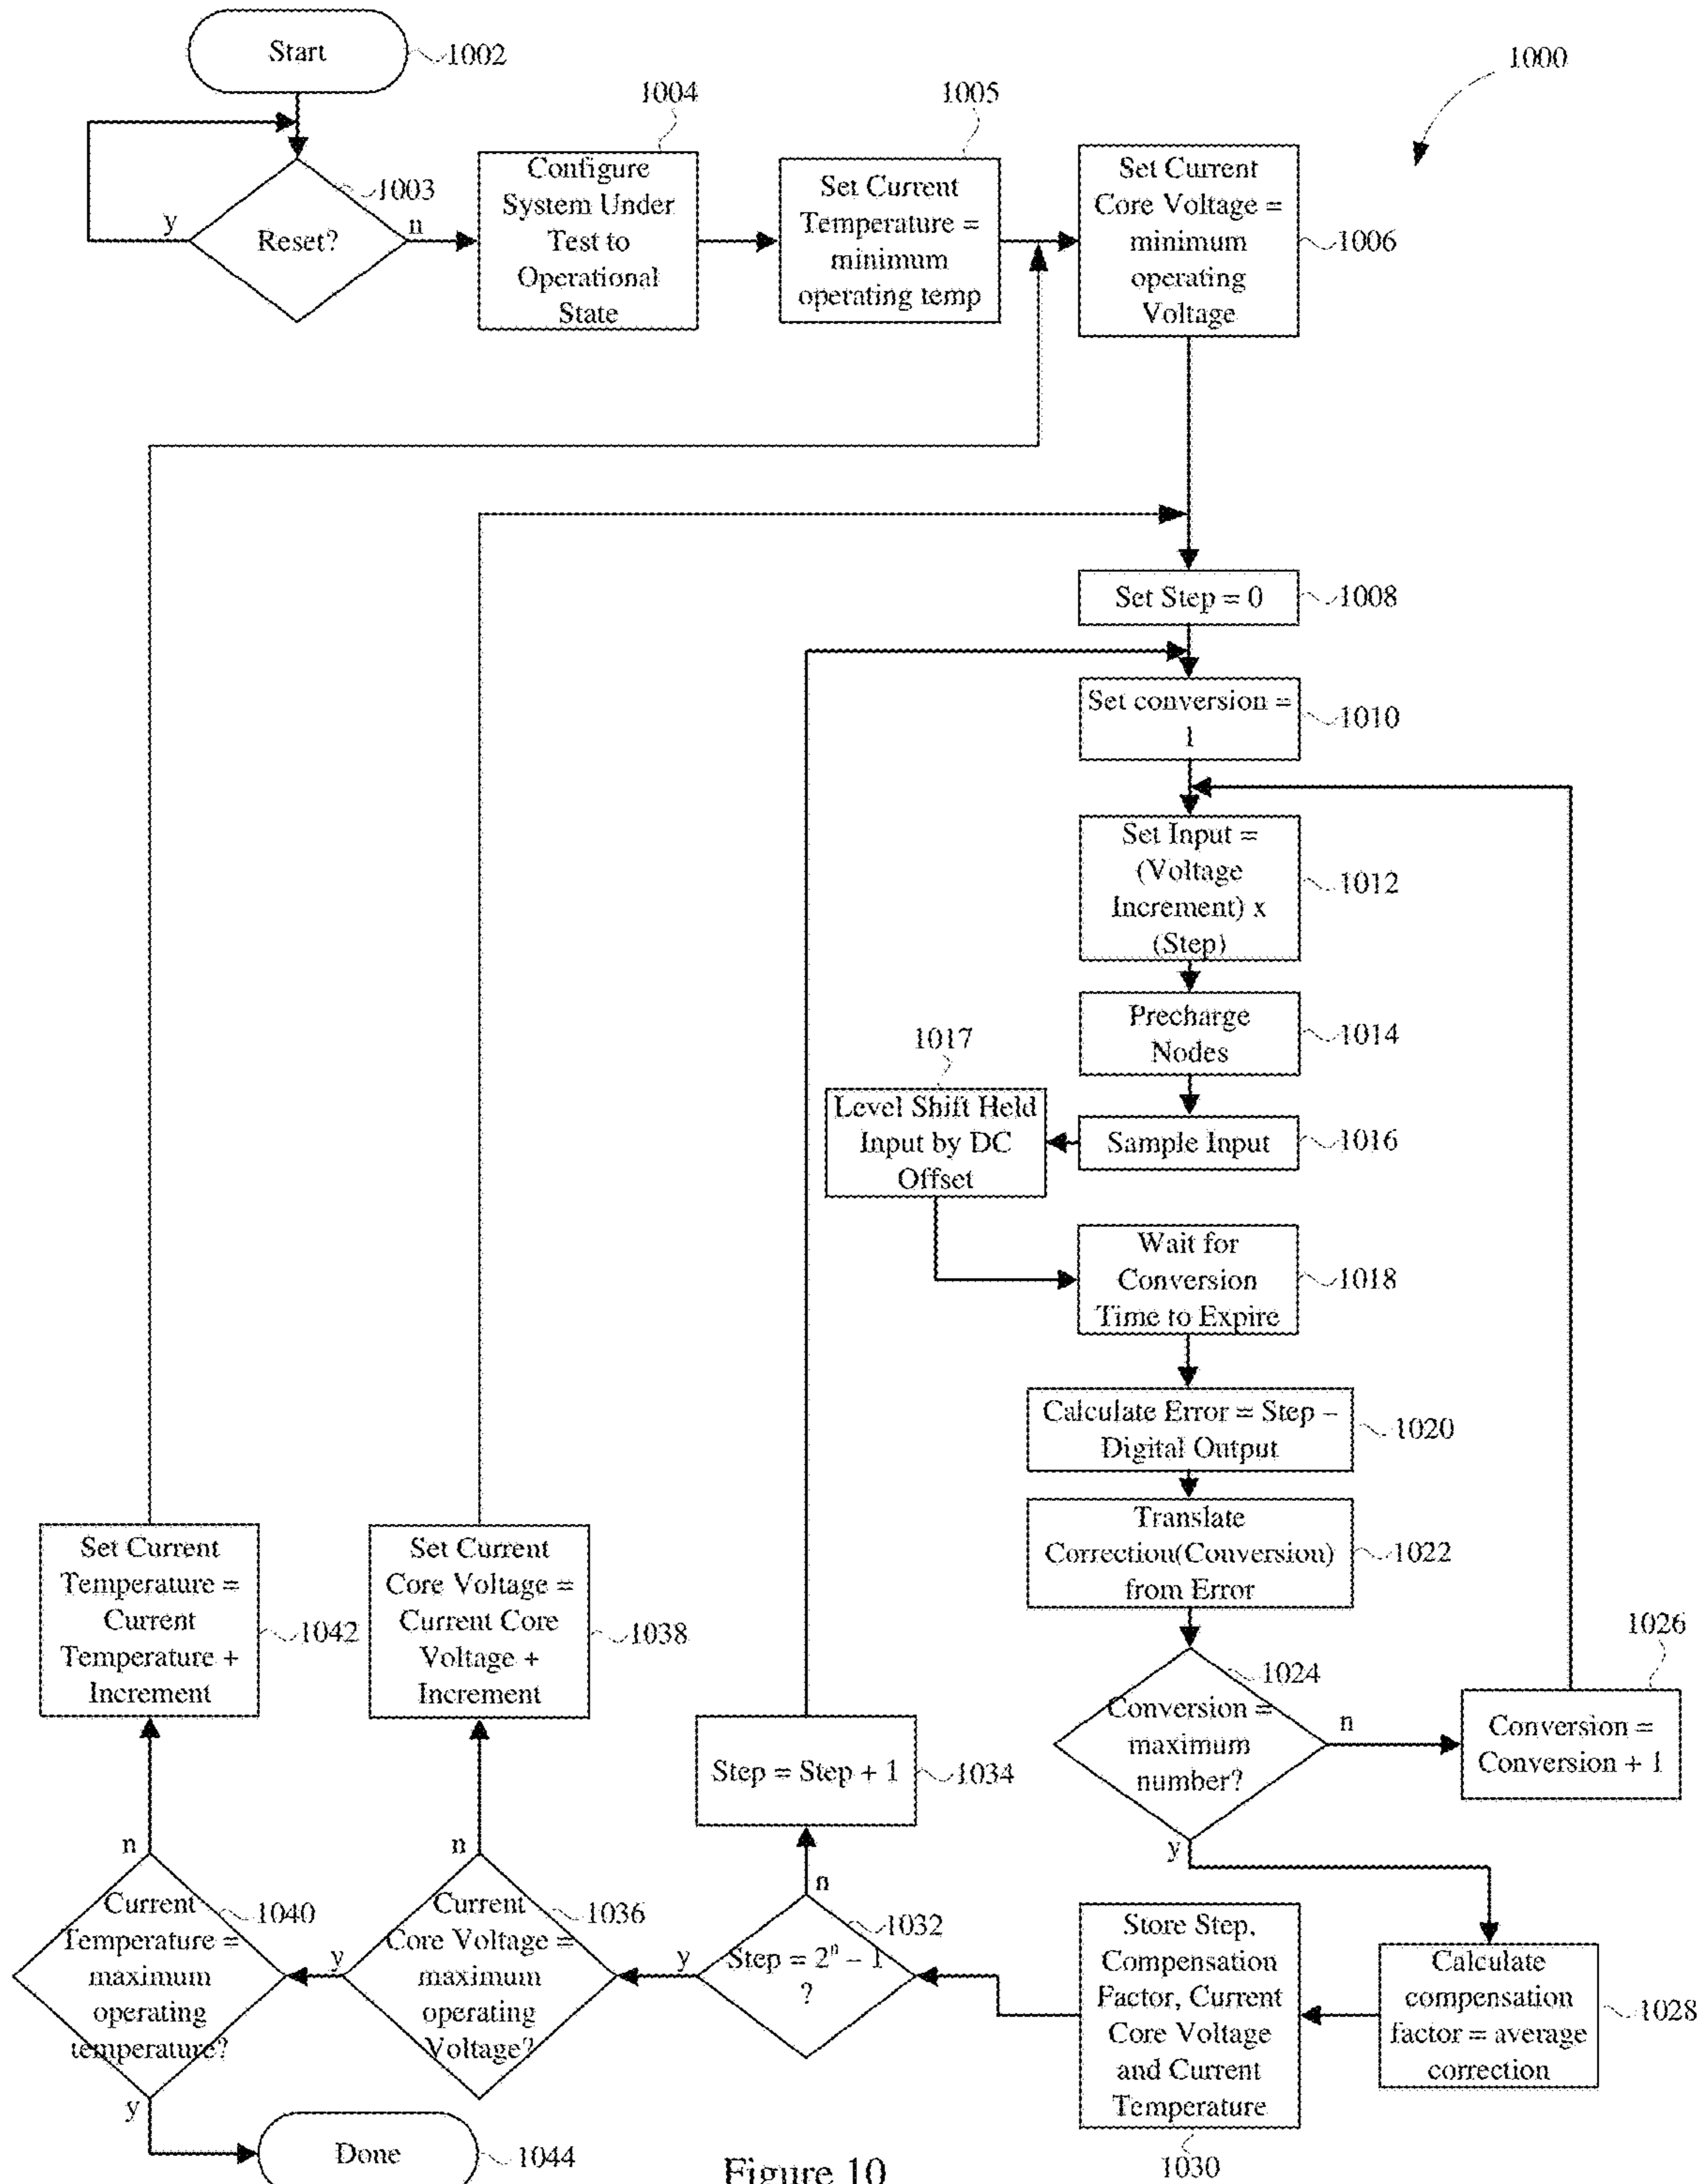 Start
1002
1000
1004
1005
1003
y
Reset?
n
Configure
System Under
Test to
Operational
State
Set Current
Temperature =
minimum
operating temp
Set Current
Core Voltage =
minimum
operating
Voltage
1006
Set Step = 0
1008
Set conversion =
1
1010
Set Input =
(Voltage
Increment) x
(Step)
1012
Precharge
Nodes
1014
1017
Level Shift Held
Input by DC
Offset
Sample Input
1016
Wait for
Conversion
Time to Expire
1018
Calculate Error = Step –
Digital Output
1020
Translate
Correction(Conversion)
from Error
1022
Set Current
Temperature =
Current
Temperature +
Increment
1042
Set Current
Core Voltage =
Current Core
Voltage +
Increment
1038
1024
Conversion =
maximum
number?
n
y
1026
Conversion =
Conversion + 1
Step = Step + 1
1034
n
1040
Current
Temperature =
maximum
operating
temperature?
y
n
1036
Current
Core Voltage =
maximum
operating
Voltage?
y
n
1032
Step = 2ⁿ – 1
?
y
Store Step,
Compensation
Factor, Current
Core Voltage
and Current
Temperature
1030
Calculate
compensation
factor = average
correction
1028
Done
1044
Figure 10